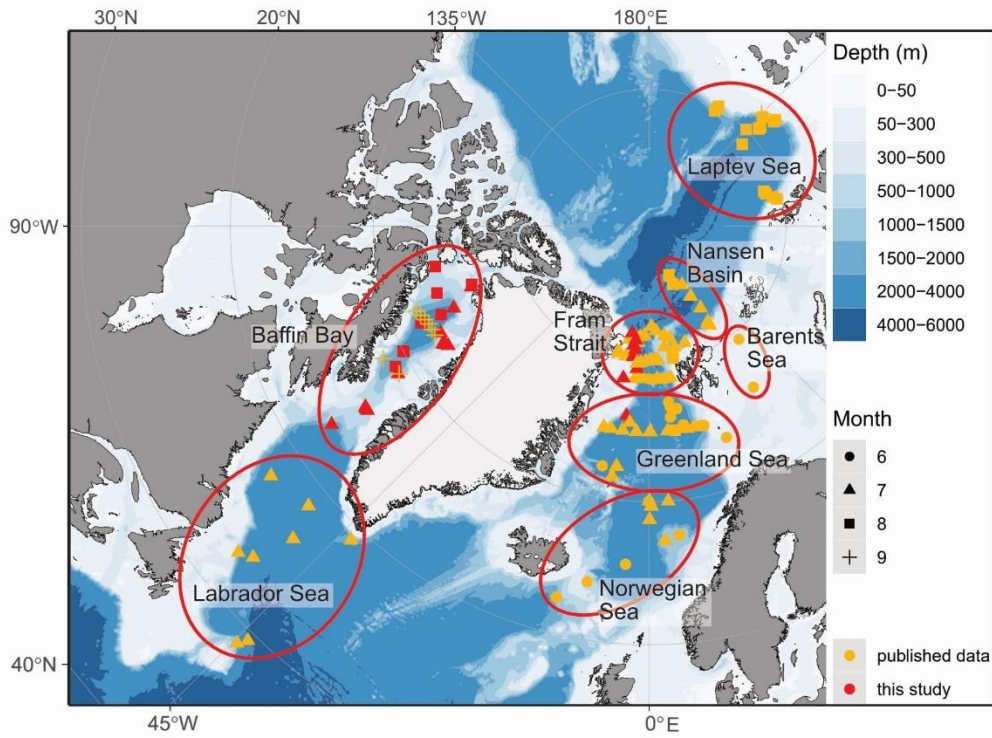 30°N 20°N 135°W 180°E
90°W
40°N
45°W 0°E
Laptev Sea
Nansen
Basin
Baffin Bay
Fram
Strait
Barents
Sea
Greenland Sea
Labrador Sea
Norwegian
Sea
Depth (m)
0−50
50−300
300−500
500−1000
1000−1500
1500−2000
2000−4000
4000−6000
Month
6
7
8
9
published data
this study